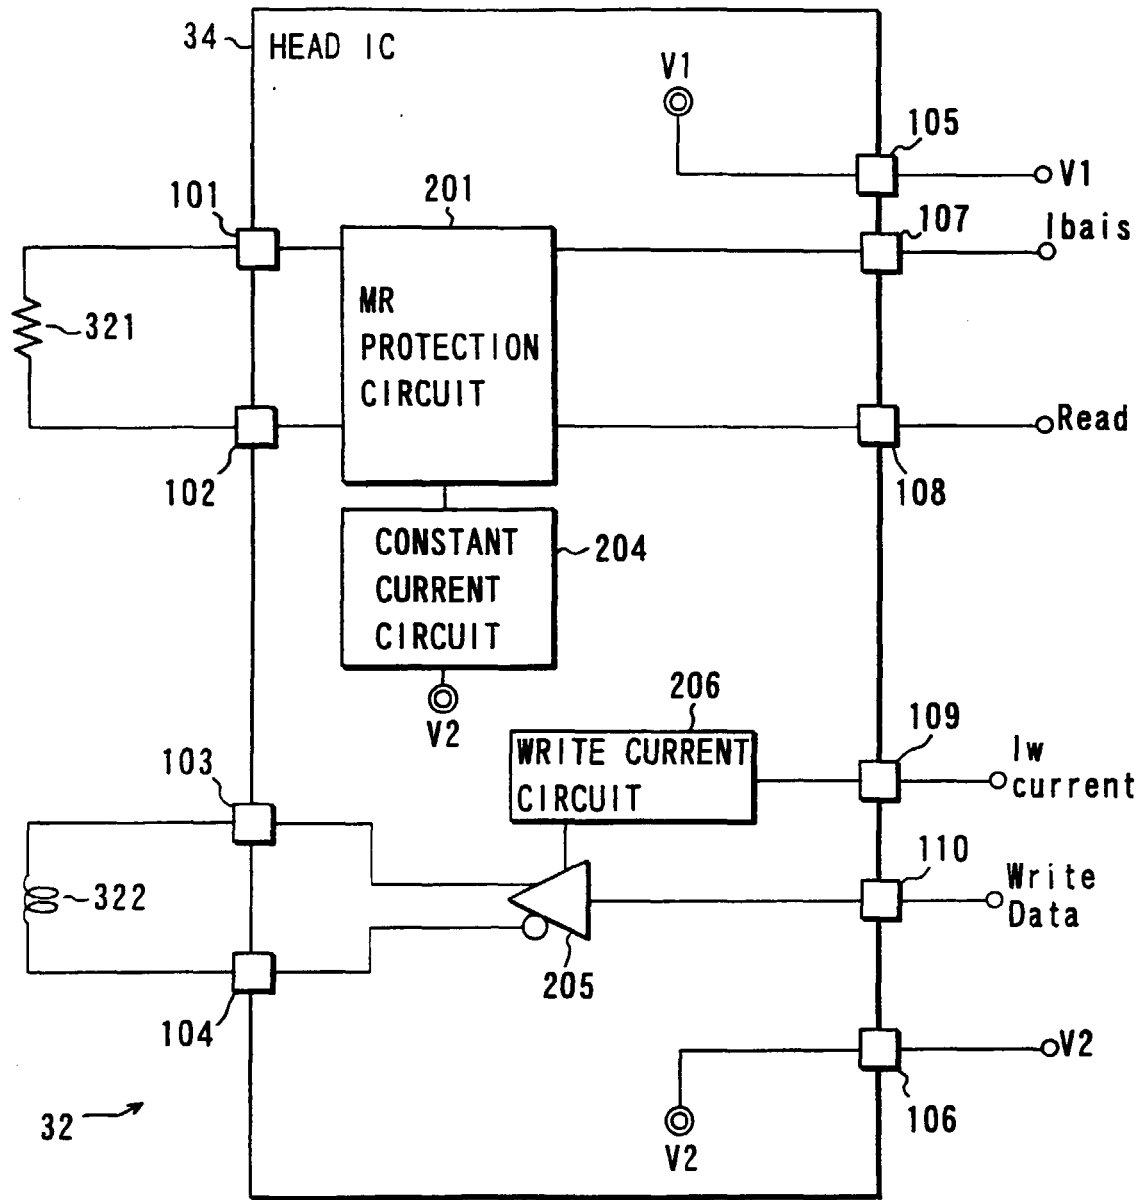 34
HEAD IC
V1
105
V1
101
201
107
Ibais
MR
PROTECTION
CIRCUIT
321
Read
102
108
CONSTANT
CURRENT
CIRCUIT
204
V2
206
109
WRITE CURRENT
CIRCUIT
Iw
current
103
110
Write
Data
322
205
104
V2
106
32
V2